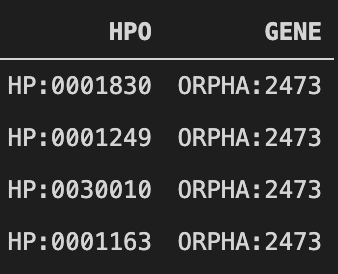 HPO GENE
HP:0001830 ORPHA:2473
HP:0001249 ORPHA:2473
HP:0030010 ORPHA:2473
HP:0001163 ORPHA:2473